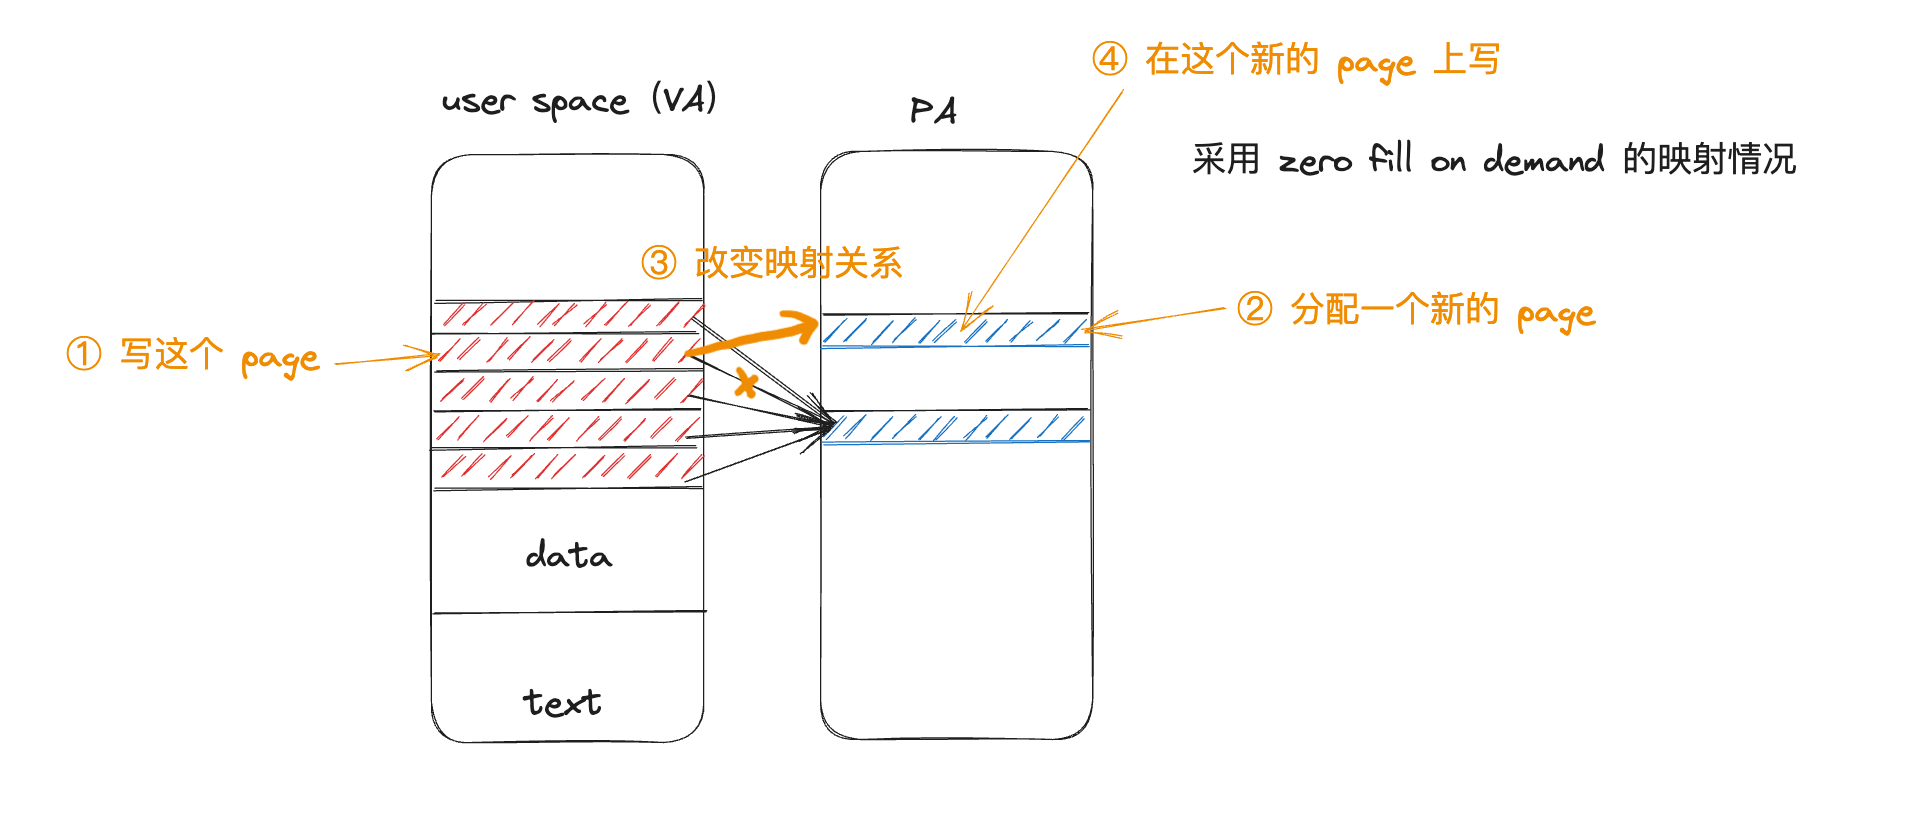 ④ 在这个新的 page 上写
user space (VA)
PA
采用 zero fill on demand 的映射情况
③ 改变映射关系
② 分配一个新的 page
① 写这个 page
data
text